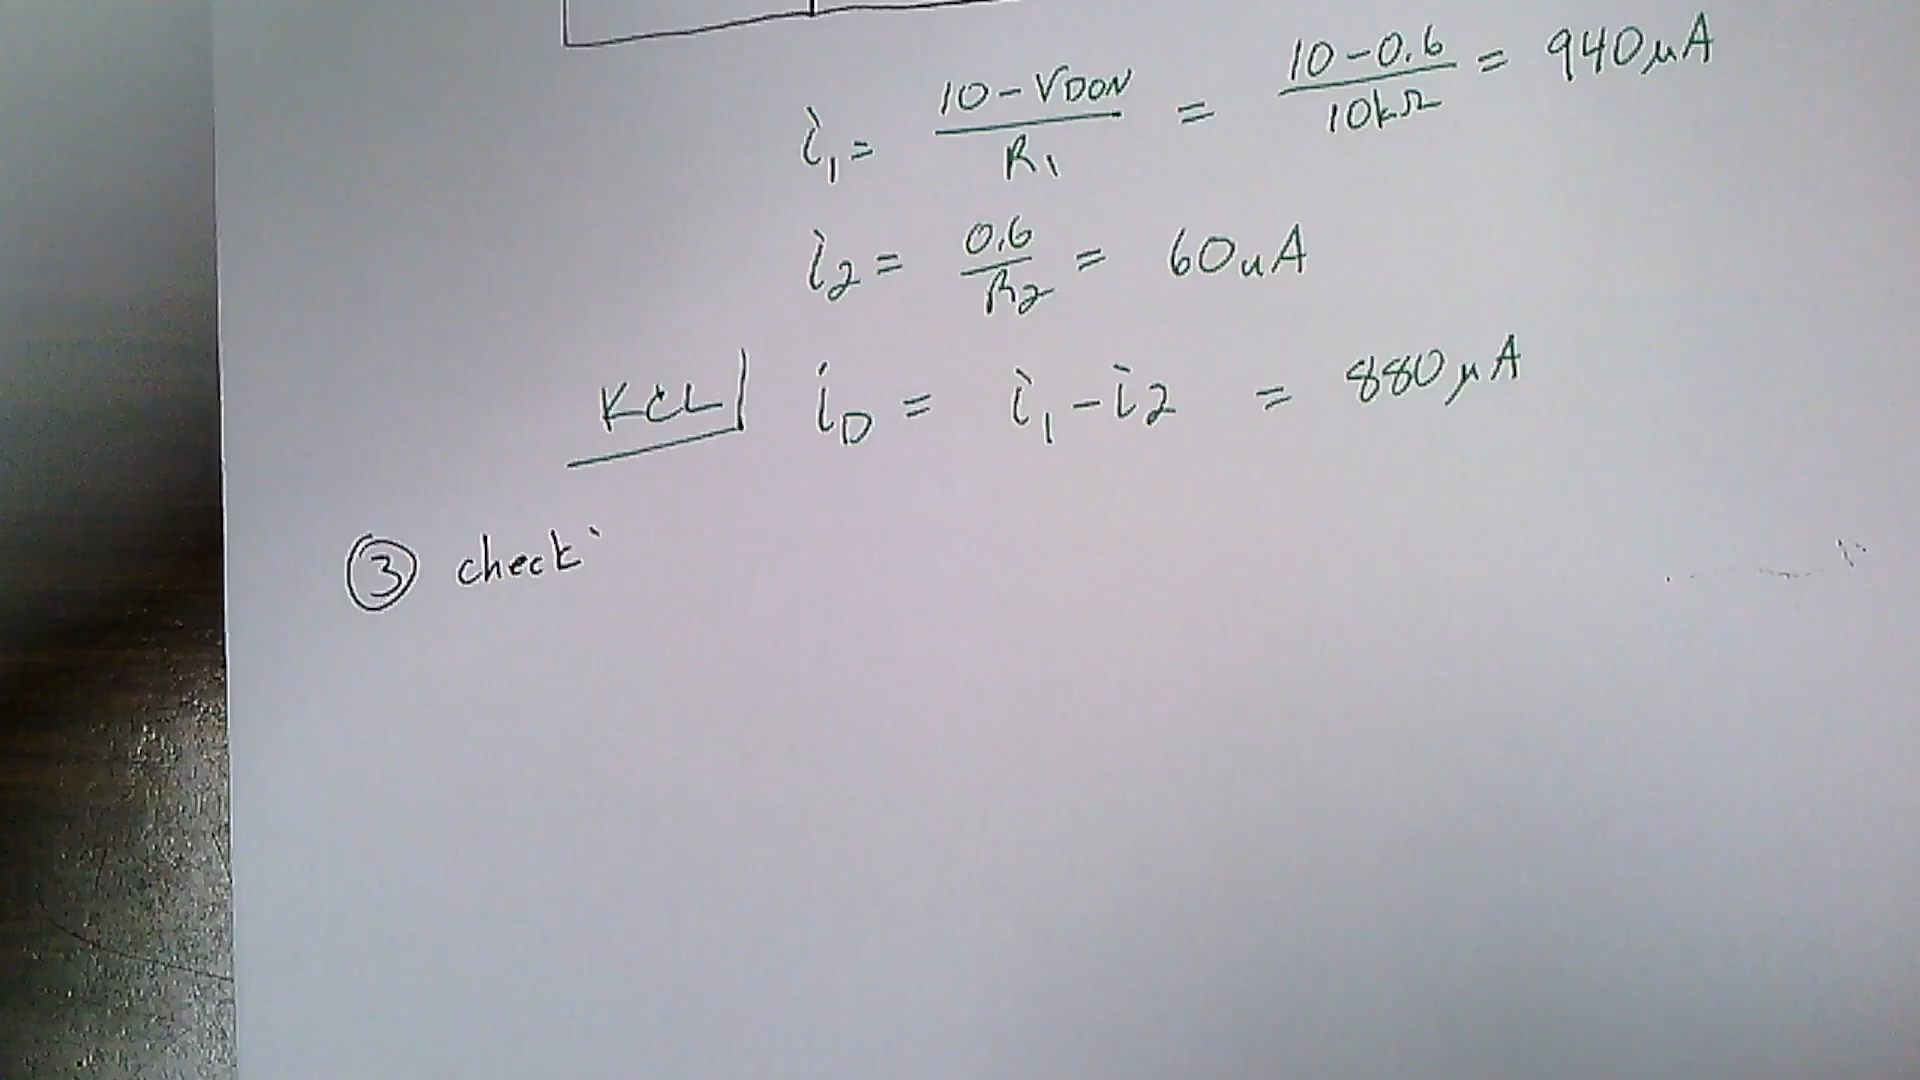 i1 = 10 - VDON / R1 = 10 - 0.6 / 10kΩ = 940μA
i2 = 0.6 / R2 = 60uA
KCL iD = i1 - i2 = 880μA
③ check